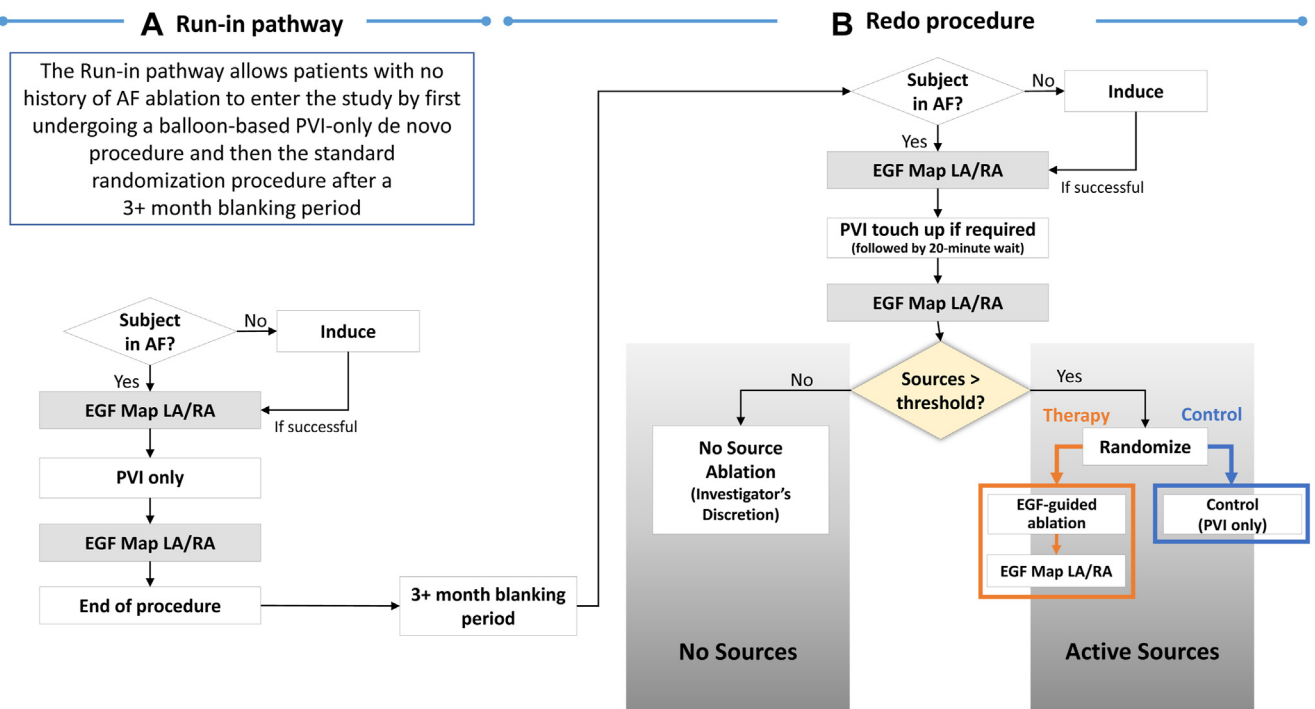 A Run-in pathway
The Run-in pathway allows patients with no
history of AF ablation to enter the study by first
undergoing a balloon-based PVI-only de novo
procedure and then the standard
randomization procedure after a
3+ month blanking period
Subject
in AF?
No
Induce
Yes
If successful
EGF Map LA/RA
PVI only
EGF Map LA/RA
End of procedure
3+ month blanking
period
B Redo procedure
Subject
in AF?
No
Induce
Yes
If successful
EGF Map LA/RA
PVI touch up if required
(followed by 20-minute wait)
EGF Map LA/RA
Sources >
threshold?
No
No Source
Ablation
(Investigator's
Discretion)
No Sources
Yes
Therapy
Control
Randomize
EGF-guided
ablation
EGF Map LA/RA
Control
(PVI only)
Active Sources